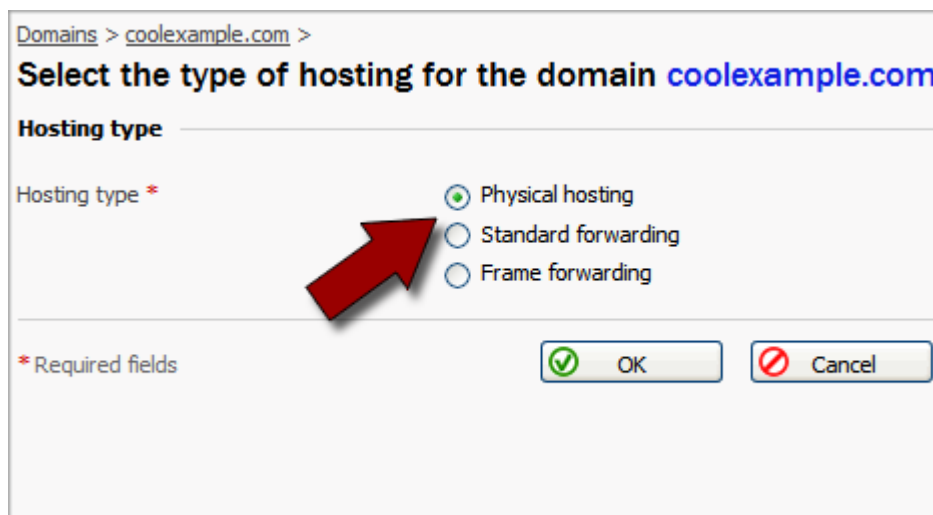 Domains > coolexample.com >
Select the type of hosting for the domain coolexample.com
Hosting type
Hosting type * Physical hosting
Standard forwarding
Frame forwarding
* Required fields OK Cancel